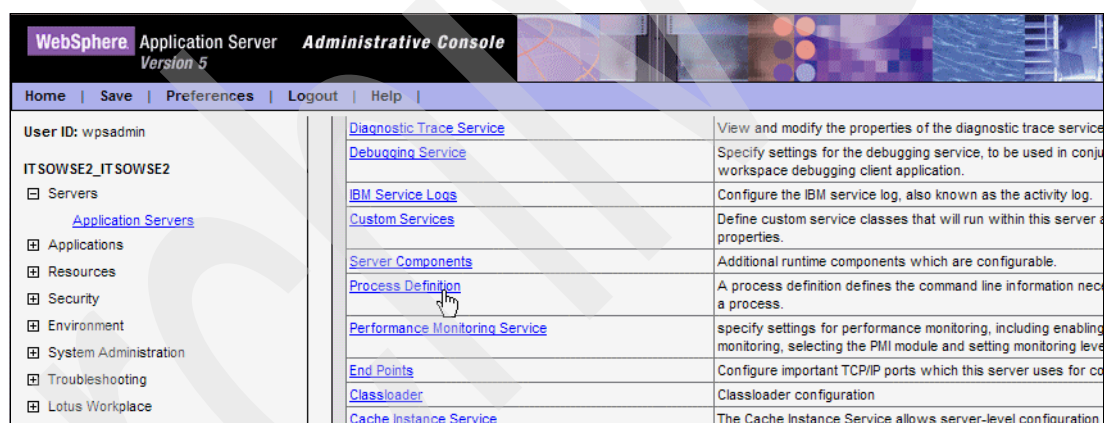 WebSphere. Application Server Administrative Console
Version 5
Home | Save | Preferences | Logout | Help |
User ID: wpsadmin
ITSOWSE2_ITSOWSE2
Servers
Application Servers
Applications
Resources
Security
Environment
System Administration
Troubleshooting
Lotus Workplace
Diagnostic Trace Service
View and modify the properties of the diagnostic trace service
Debugging Service
Specify settings for the debugging service, to be used in conju
workspace debugging client application.
IBM Service Logs
Configure the IBM service log, also known as the activity log.
Custom Services
Define custom service classes that will run within this server a
properties.
Server Components
Additional runtime components which are configurable.
Process Definition
A process definition defines the command line information nece
a process.
Performance Monitoring Service
specify settings for performance monitoring, including enabling
monitoring, selecting the PMI module and setting monitoring leve
End Points
Configure important TCP/IP ports which this server uses for co
Classloader
Classloader configuration
Cache Instance Service
The Cache Instance Service allows server-level configuration